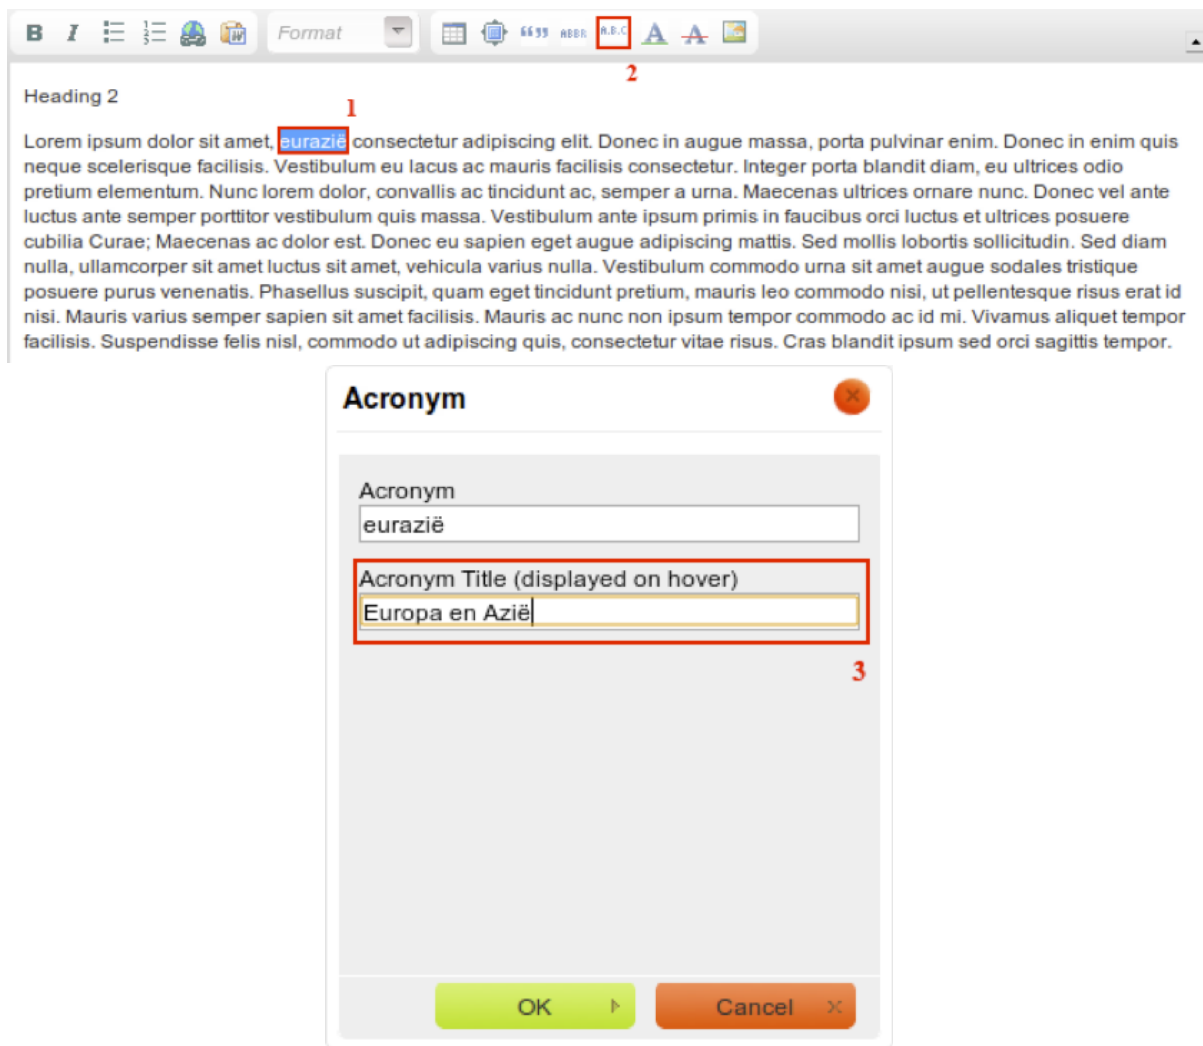 B I Format 6699 ABBR A.B.C A A
2
Heading 2
1
Lorem ipsum dolor sit amet, eurazië consectetur adipiscing elit. Donec in augue massa, porta pulvinar enim. Donec in enim quis
neque scelerisque facilisis. Vestibulum eu lacus ac mauris facilisis consectetur. Integer porta blandit diam, eu ultrices odio
pretium elementum. Nunc lorem dolor, convallis ac tincidunt ac, semper a urna. Maecenas ultrices ornare nunc. Donec vel ante
luctus ante semper porttitor vestibulum quis massa. Vestibulum ante ipsum primis in faucibus orci luctus et ultrices posuere
cubilia Curae; Maecenas ac dolor est. Donec eu sapien eget augue adipiscing mattis. Sed mollis lobortis sollicitudin. Sed diam
nulla, ullamcorper sit amet luctus sit amet, vehicula varius nulla. Vestibulum commodo urna sit amet augue sodales tristique
posuere purus venenatis. Phasellus suscipit, quam eget tincidunt pretium, mauris leo commodo nisi, ut pellentesque risus erat id
nisi. Mauris varius semper sapien sit amet facilisis. Mauris ac nunc non ipsum tempor commodo ac id mi. Vivamus aliquet tempor
facilisis. Suspendisse felis nisl, commodo ut adipiscing quis, consectetur vitae risus. Cras blandit ipsum sed orci sagittis tempor.
Acronym
Acronym
eurazië
Acronym Title (displayed on hover)
Europa en Azië
3
OK
Cancel